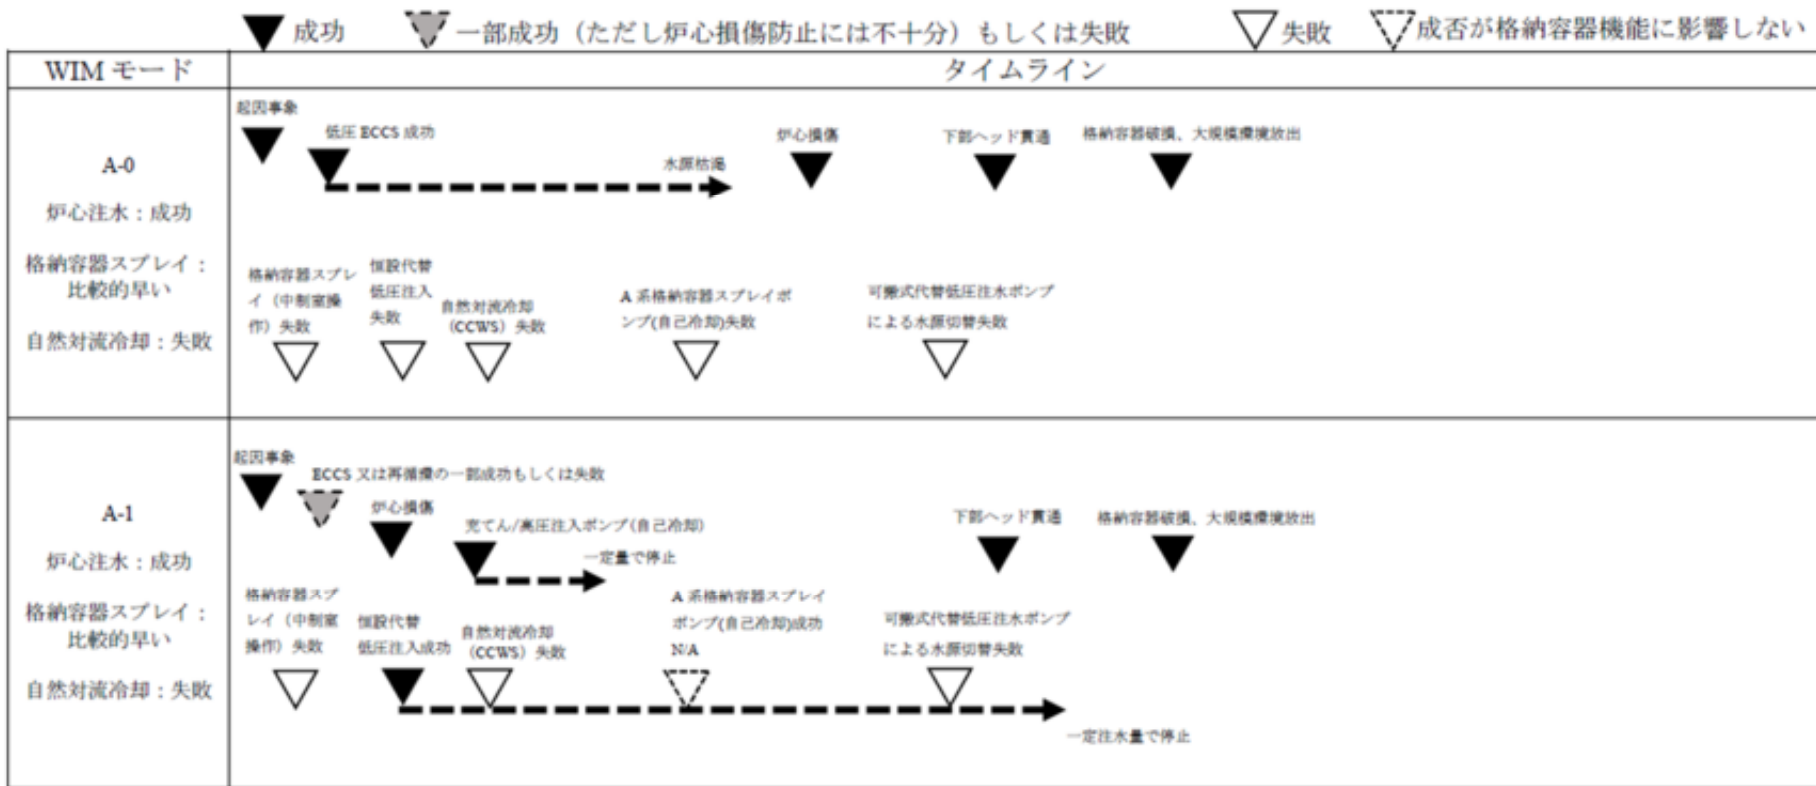 成功
一部成功（ただし炉心損傷防止には不十分）もしくは失敗
失敗
成否が格納容器機能に影響しない
WIM モード
タイムライン
A-0
炉心注水：成功
格納容器スプレイ：
比較的早い
自然対流冷却：失敗
起因事象
低圧 ECCS 成功
水源枯渇
炉心損傷
下部ヘッド貫通
格納容器破損、大規模環境放出
格納容器スプレ
イ（中制室操
作）失敗
恒設代替
低圧注入
失敗
自然対流冷却
（CCWS）失敗
A 系格納容器スプレイポ
ンプ(自己冷却)失敗
可搬式代替低圧注水ポンプ
による水源切替失敗
A-1
炉心注水：成功
格納容器スプレイ：
比較的早い
自然対流冷却：失敗
起因事象
ECCS 又は再循環の一部成功もしくは失敗
炉心損傷
充てん/高圧注入ポンプ(自己冷却)
一定量で停止
下部ヘッド貫通
格納容器破損、大規模環境放出
格納容器スプ
レイ（中制室
操作）失敗
恒設代替
低圧注入成功
自然対流冷却
（CCWS）失敗
A 系格納容器スプレイ
ポンプ(自己冷却)成功
N/A
可搬式代替低圧注水ポンプ
による水源切替失敗
一定注水量で停止